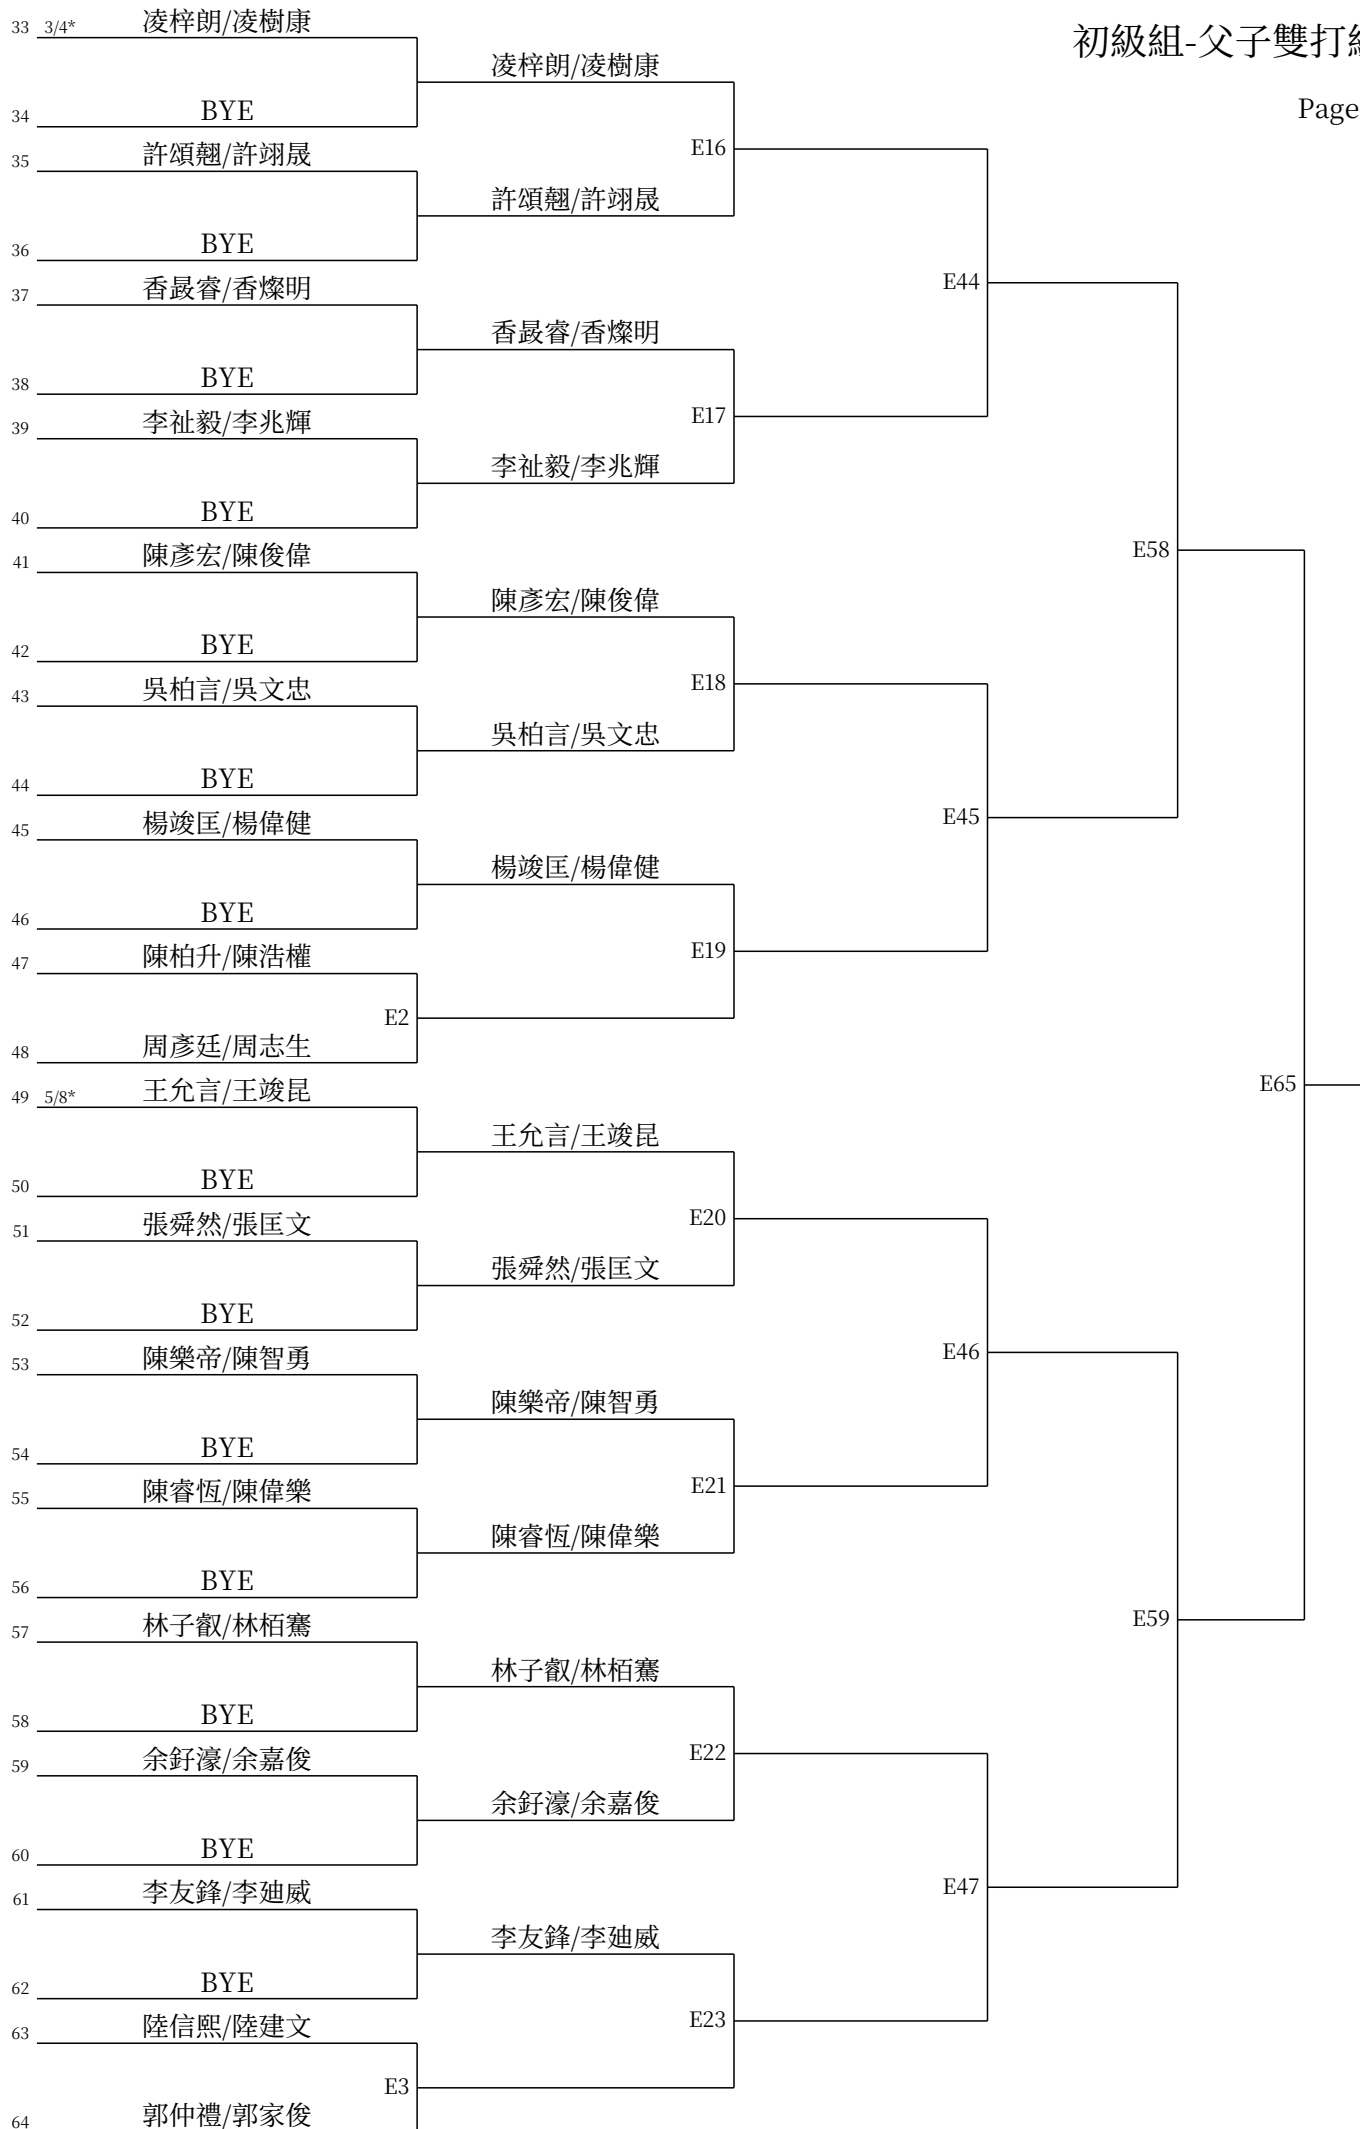 初級組-父子雙打
Page
33 3/4* 凌梓朗/凌樹康
凌梓朗/凌樹康
34 BYE
E16
35 許頌翹/許翊晟
許頌翹/許翊晟
36 BYE
E44
37 香晸睿/香燦明
香晸睿/香燦明
38 BYE
E17
39 李祉毅/李兆輝
李祉毅/李兆輝
40 BYE
E58
41 陳彥宏/陳俊偉
陳彥宏/陳俊偉
42 BYE
E18
43 吳柏言/吳文忠
吳柏言/吳文忠
44 BYE
E45
45 楊竣匡/楊偉健
楊竣匡/楊偉健
46 BYE
E19
47 陳柏升/陳浩權
E2
48 周彥廷/周志生
E65
49 5/8* 王允言/王竣昆
王允言/王竣昆
50 BYE
E20
51 張舜然/張匡文
張舜然/張匡文
52 BYE
E46
53 陳樂帝/陳智勇
陳樂帝/陳智勇
54 BYE
E21
55 陳睿恆/陳偉樂
陳睿恆/陳偉樂
56 BYE
E59
57 林子叡/林栢騫
林子叡/林栢騫
58 BYE
E22
59 余釨濠/余嘉俊
余釨濠/余嘉俊
60 BYE
E47
61 李友鋒/李廸威
李友鋒/李廸威
62 BYE
E23
63 陸信熙/陸建文
E3
64 郭仲禮/郭家俊